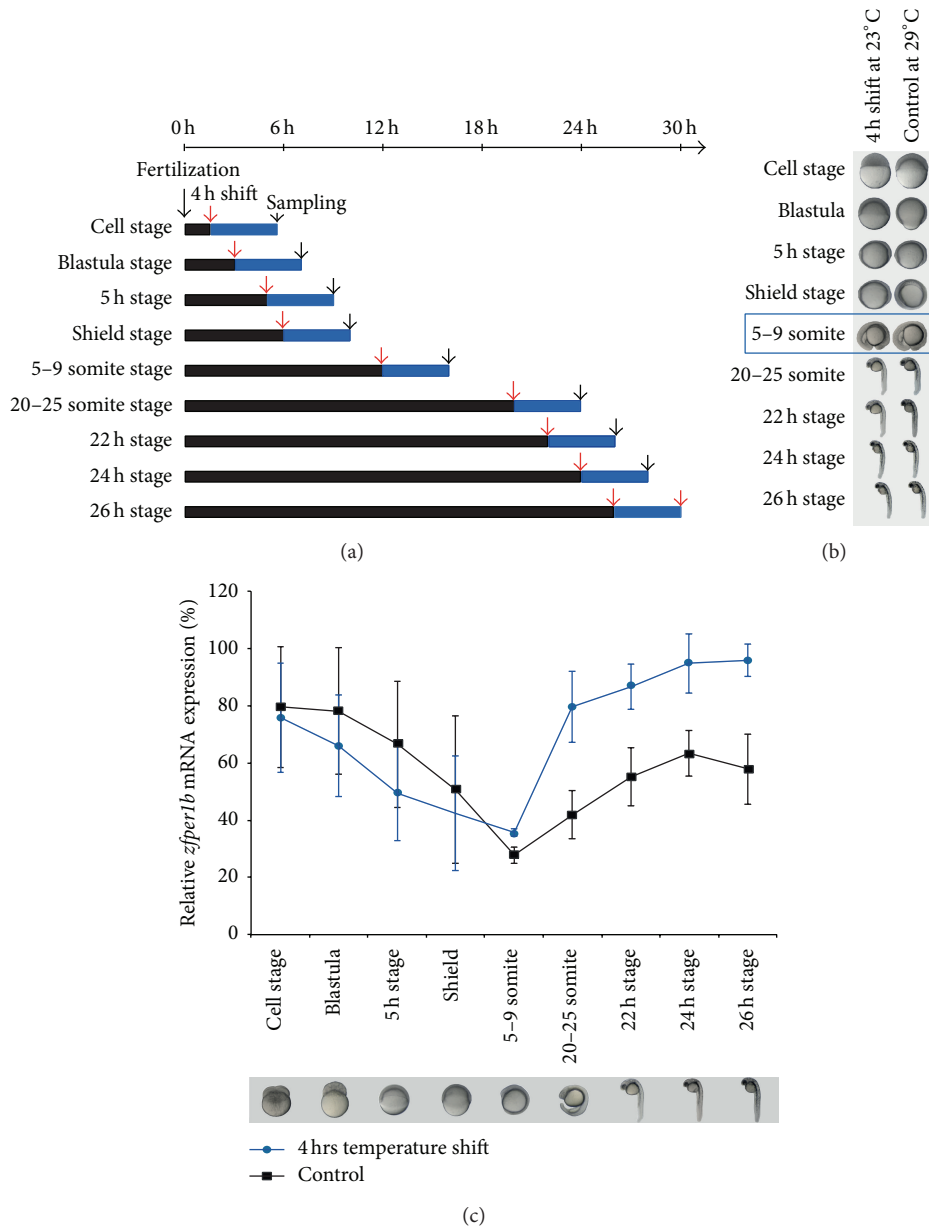 (a)
0 h 6 h 12 h 18 h 24 h 30 h
Fertilization
4 h shift
Sampling
Cell stage
Blastula stage
5 h stage
Shield stage
5–9 somite stage
20–25 somite stage
22 h stage
24 h stage
26 h stage
(a)
4 h shift at 23°C
Control at 29°C
Cell stage
Blastula
5 h stage
Shield stage
5–9 somite
20–25 somite
22 h stage
24 h stage
26 h stage
(b)
Relative zfper1b mRNA expression (%)
120
100
80
60
40
20
0
Cell stage
Blastula
5 h stage
Shield
5–9 somite
20–25 somite
22 h stage
24 h stage
26 h stage
4 hrs temperature shift
Control
(c)